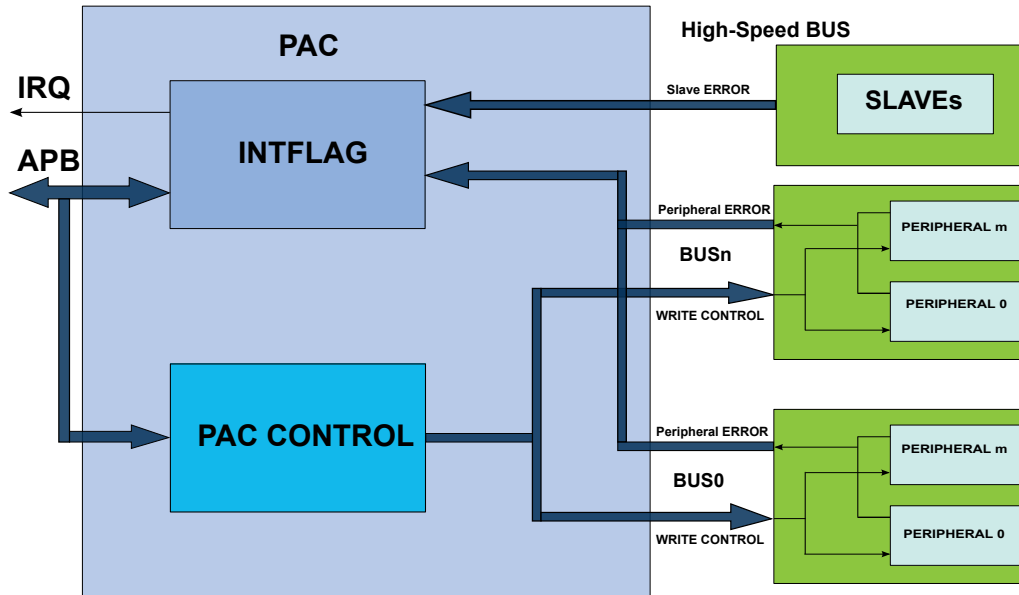 PAC
High-Speed BUS
IRQ
INTFLAG
Slave ERROR
SLAVEs
APB
Peripheral ERROR
PERIPHERAL m
BUSn
PERIPHERAL 0
WRITE CONTROL
PAC CONTROL
Peripheral ERROR
PERIPHERAL m
BUS0
PERIPHERAL 0
WRITE CONTROL